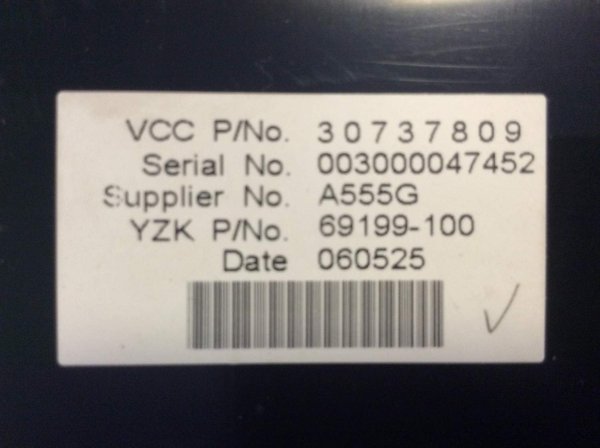 VCC P/No. 30737809
Serial No. 003000047452
Supplier No. A555G
YZK P/No. 69199-100
Date 060525